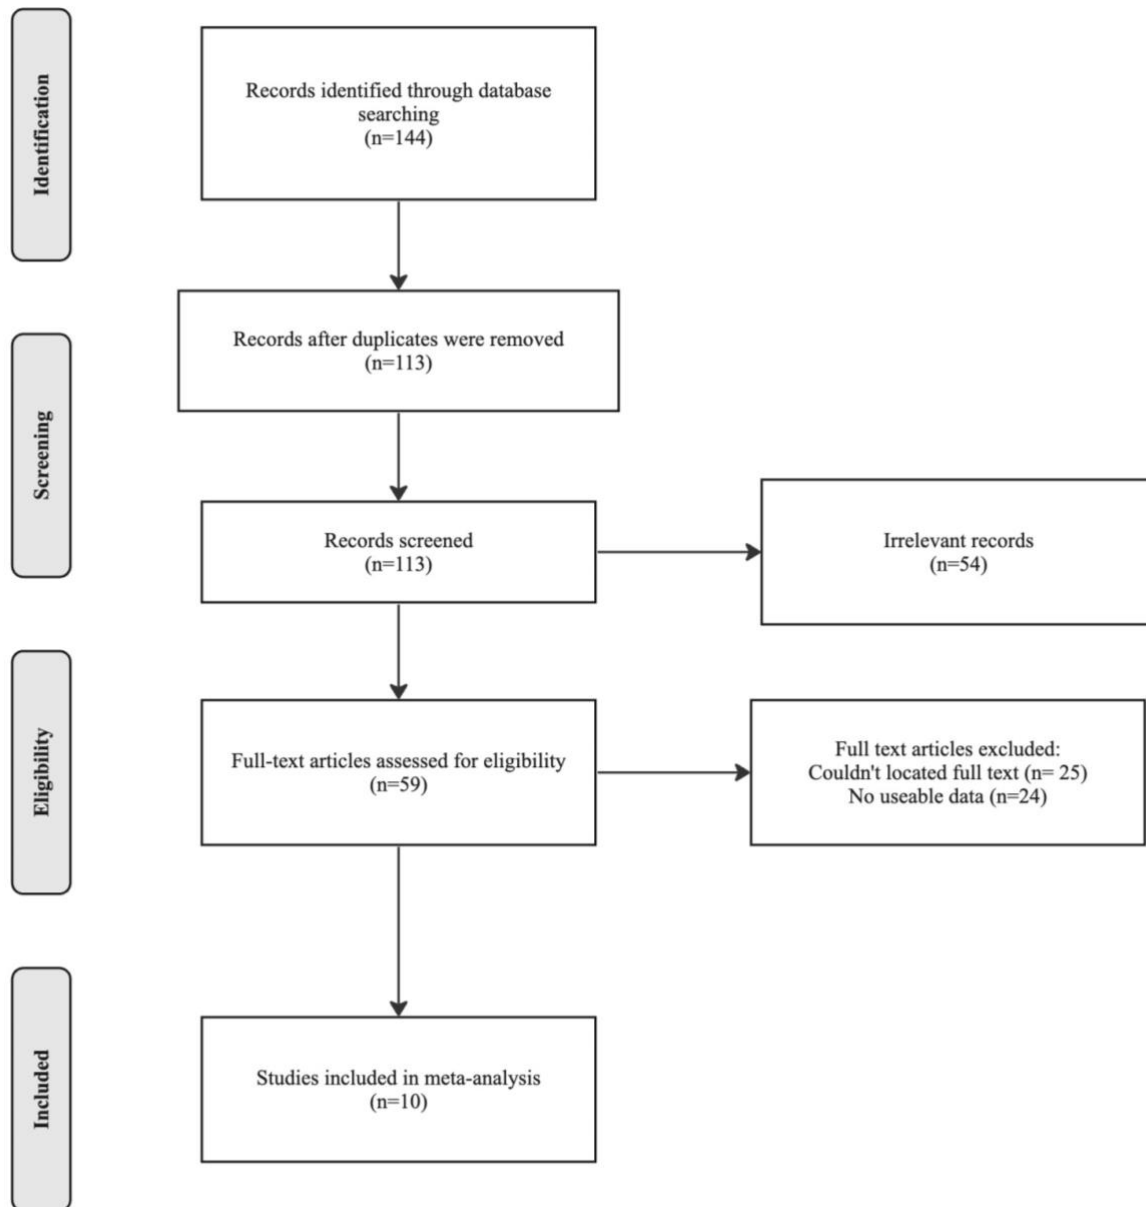 Identification
Records identified through database
searching
(n=144)
Records after duplicates were removed
(n=113)
Screening
Records screened
(n=113)
Irrelevant records
(n=54)
Eligibility
Full-text articles assessed for eligibility
(n=59)
Full text articles excluded:
Couldn't located full text (n= 25)
No useable data (n=24)
Included
Studies included in meta-analysis
(n=10)